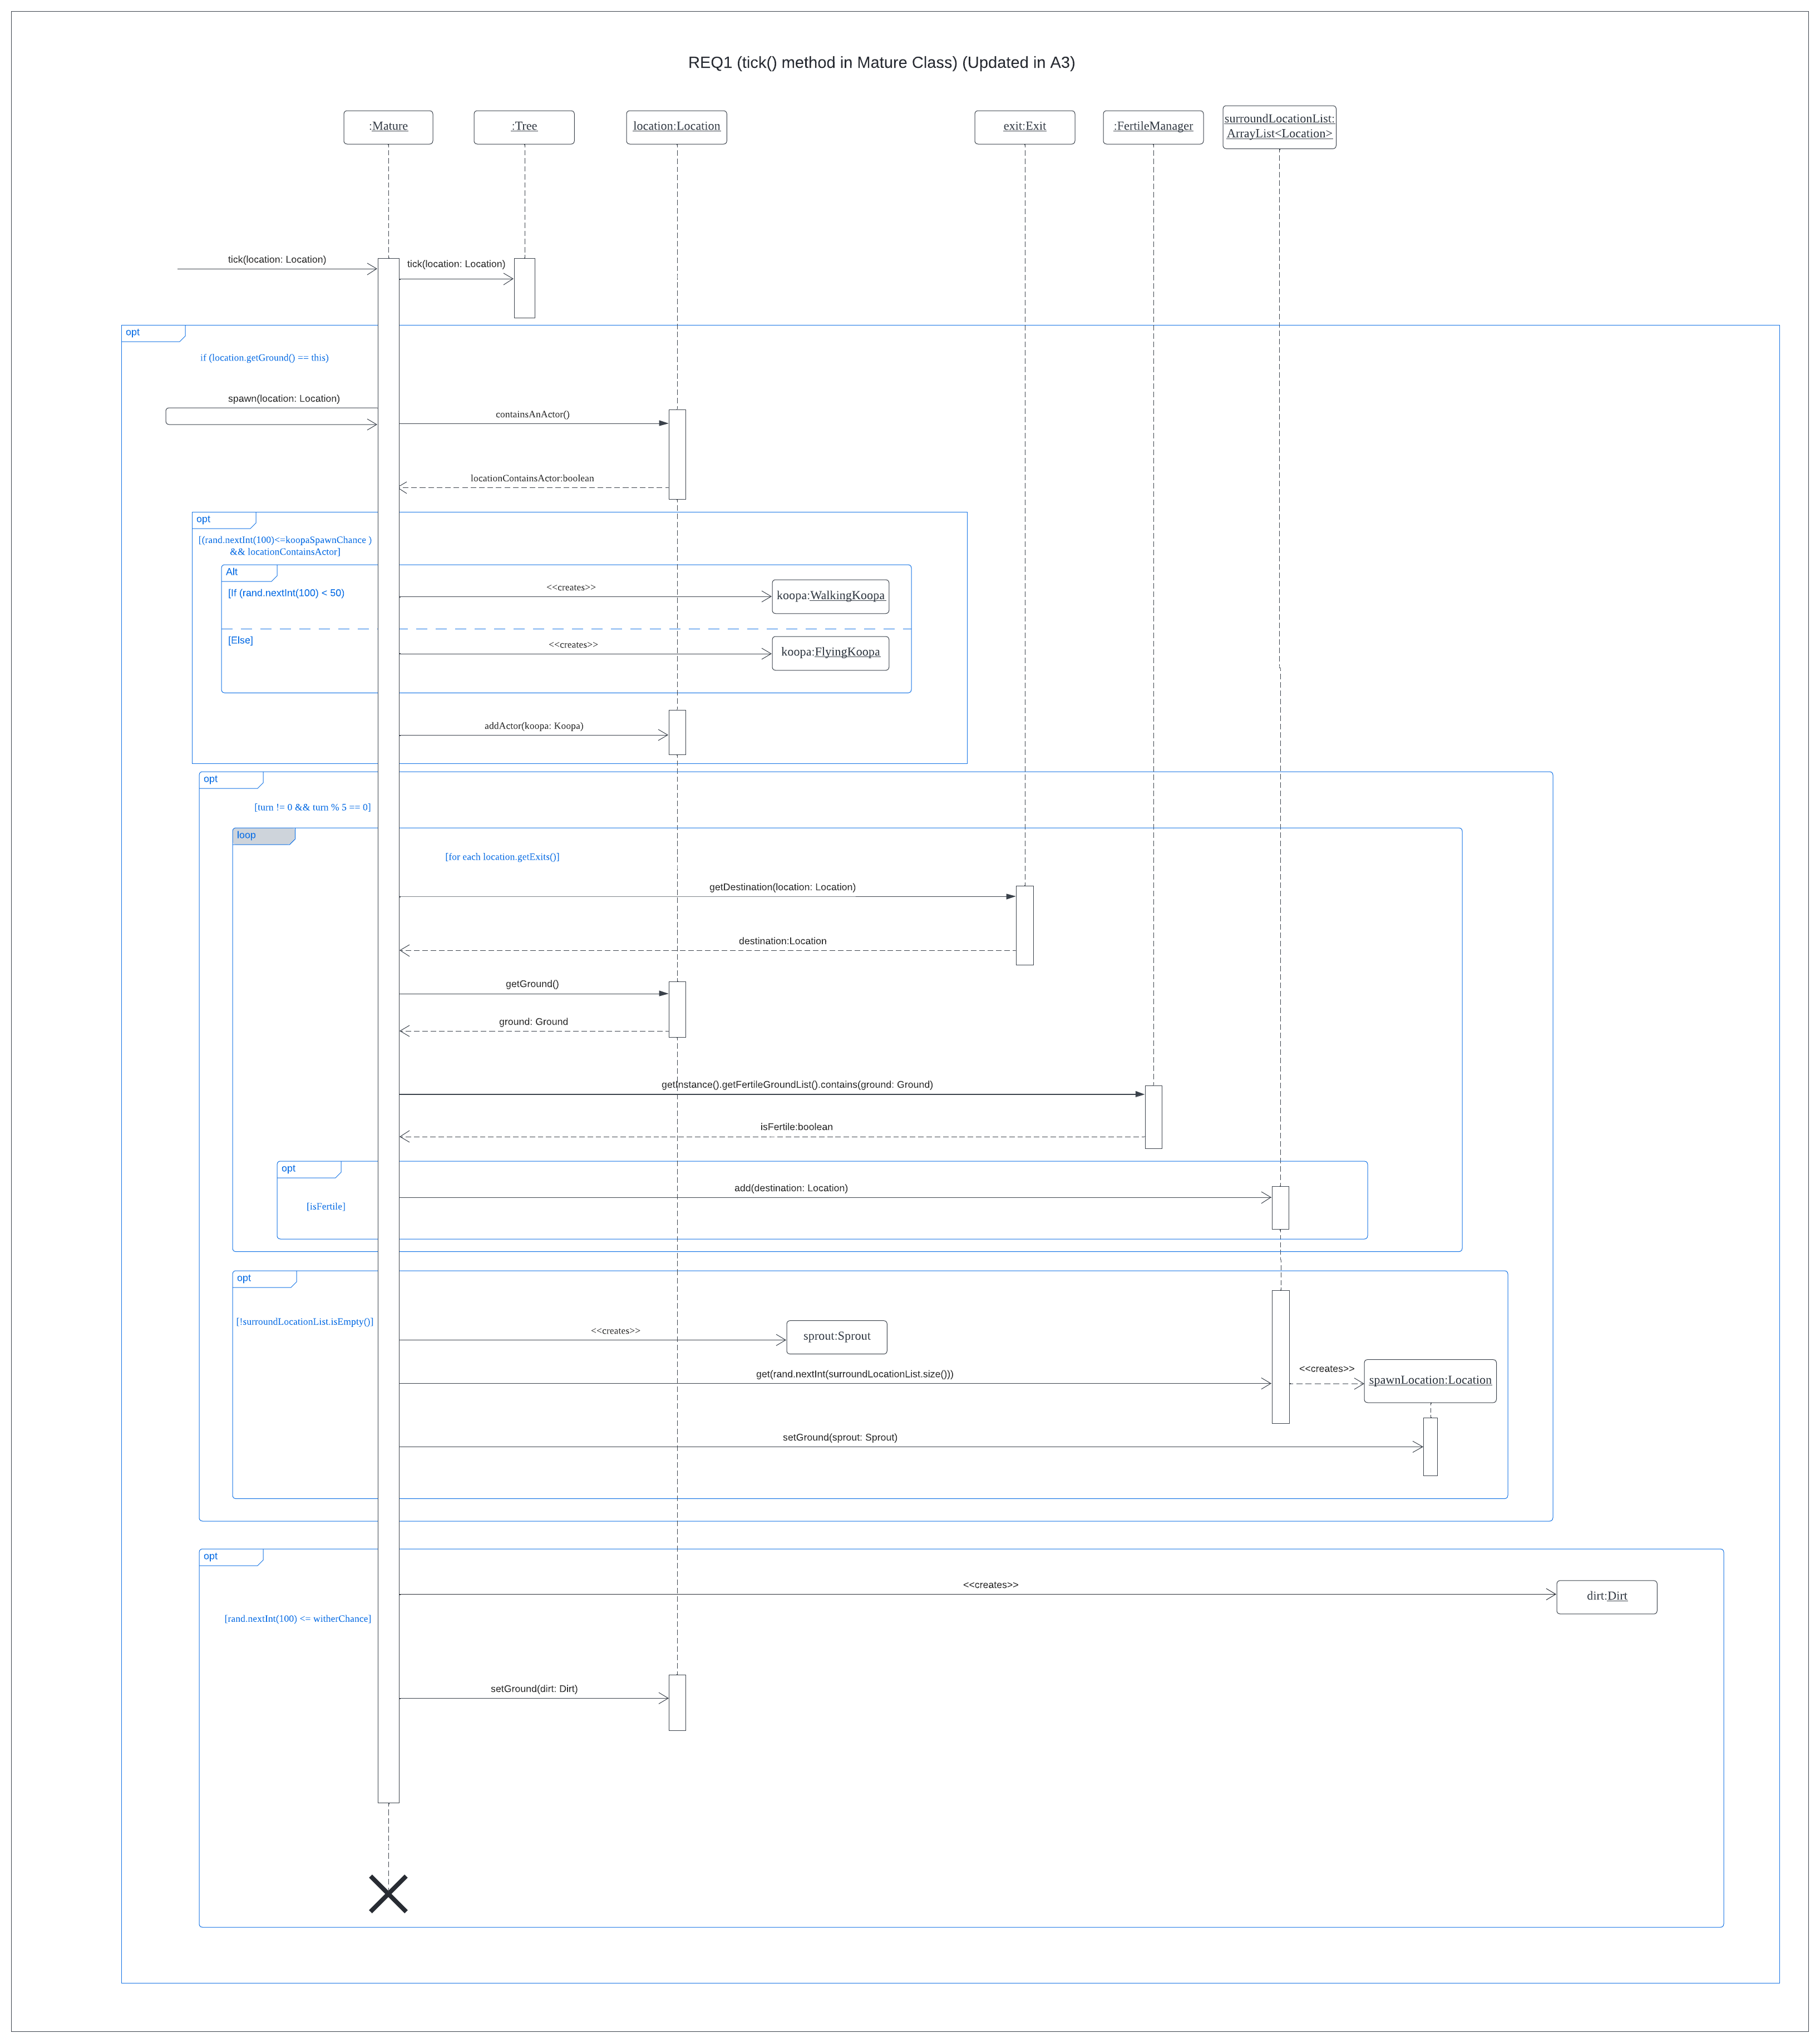 REQ1 (tick() method in Mature Class) (Updated in A3)
:Mature
:Tree
location:Location
exit:Exit
:FertileManager
surroundLocationList:
ArrayList<Location>
tick(location: Location)
tick(location: Location)
opt
if (location.getGround() == this)
spawn(location: Location)
containsAnActor()
locationContainsActor:boolean
opt
[(rand.nextInt(100)<=koopaSpawnChance )
&& locationContainsActor]
Alt
[If (rand.nextInt(100) < 50)
<<creates>>
koopa:WalkingKoopa
[Else]
<<creates>>
koopa:FlyingKoopa
addActor(koopa: Koopa)
opt
[turn != 0 && turn % 5 == 0]
loop
[for each location.getExits()]
getDestination(location: Location)
destination:Location
getGround()
ground: Ground
getInstance().getFertileGroundList().contains(ground: Ground)
isFertile:boolean
opt
add(destination: Location)
[isFertile]
opt
[!surroundLocationList.isEmpty()]
<<creates>>
sprout:Sprout
get(rand.nextInt(surroundLocationList.size()))
<<creates>>
spawnLocation:Location
setGround(sprout: Sprout)
opt
<<creates>>
dirt:Dirt
[rand.nextInt(100) <= witherChance]
setGround(dirt: Dirt)